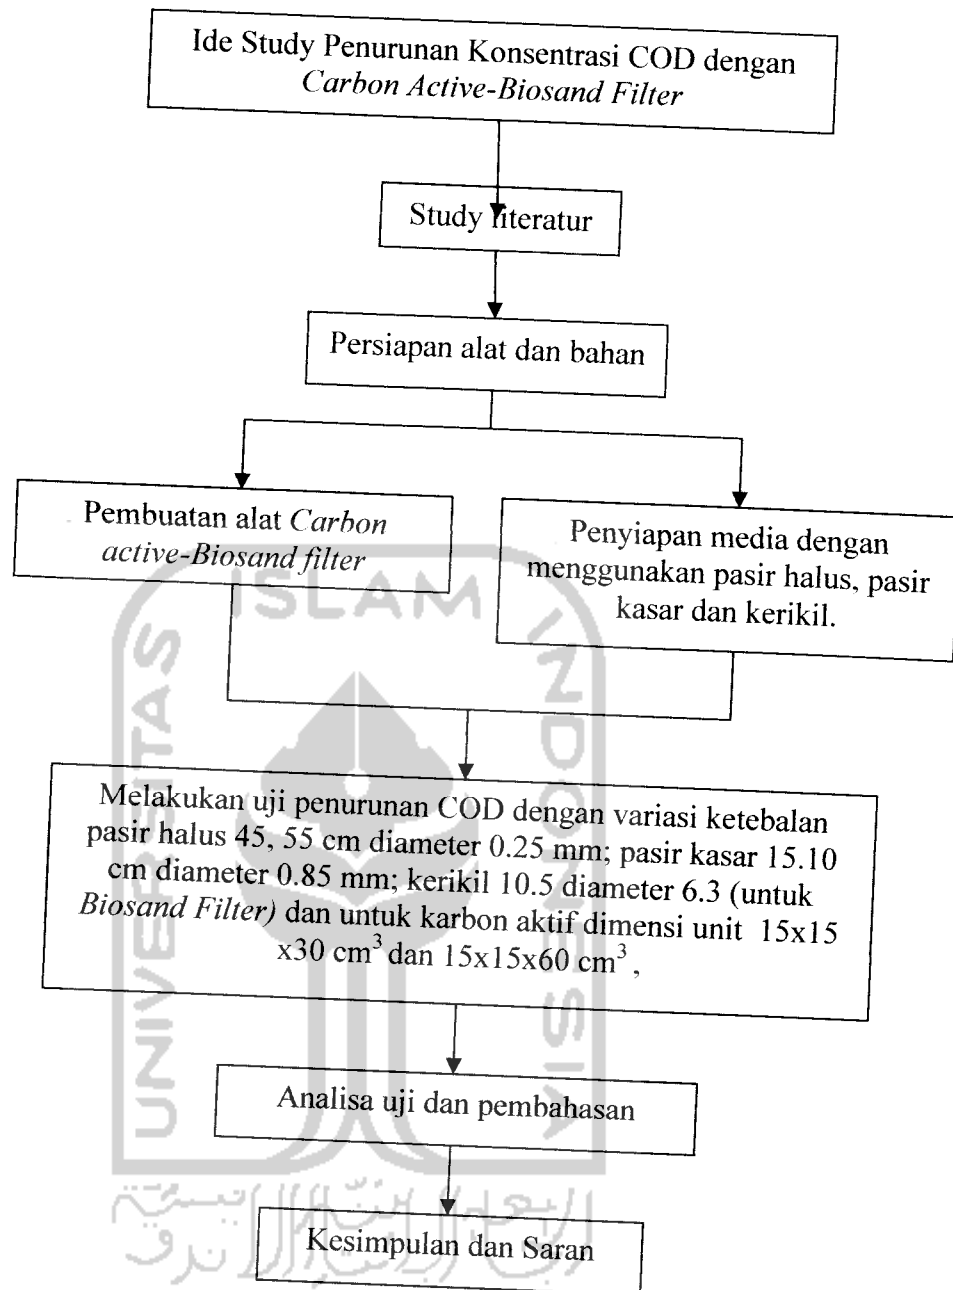 Ide Study Penurunan Konsentrasi COD dengan
Carbon Active-Biosand Filter
Study literatur
Persiapan alat dan bahan
Pembuatan alat Carbon
active-Biosand filter
Penyiapan media dengan
menggunakan pasir halus, pasir
kasar dan kerikil.
Melakukan uji penurunan COD dengan variasi ketebalan
pasir halus 45, 55 cm diameter 0.25 mm; pasir kasar 15.10
cm diameter 0.85 mm; kerikil 10.5 diameter 6.3 (untuk
Biosand Filter) dan untuk karbon aktif dimensi unit 15x15
x30 cm³ dan 15x15x60 cm³ ,
Analisa uji dan pembahasan
Kesimpulan dan Saran
UNIVERSITAS
ISLAM
INDONESIA